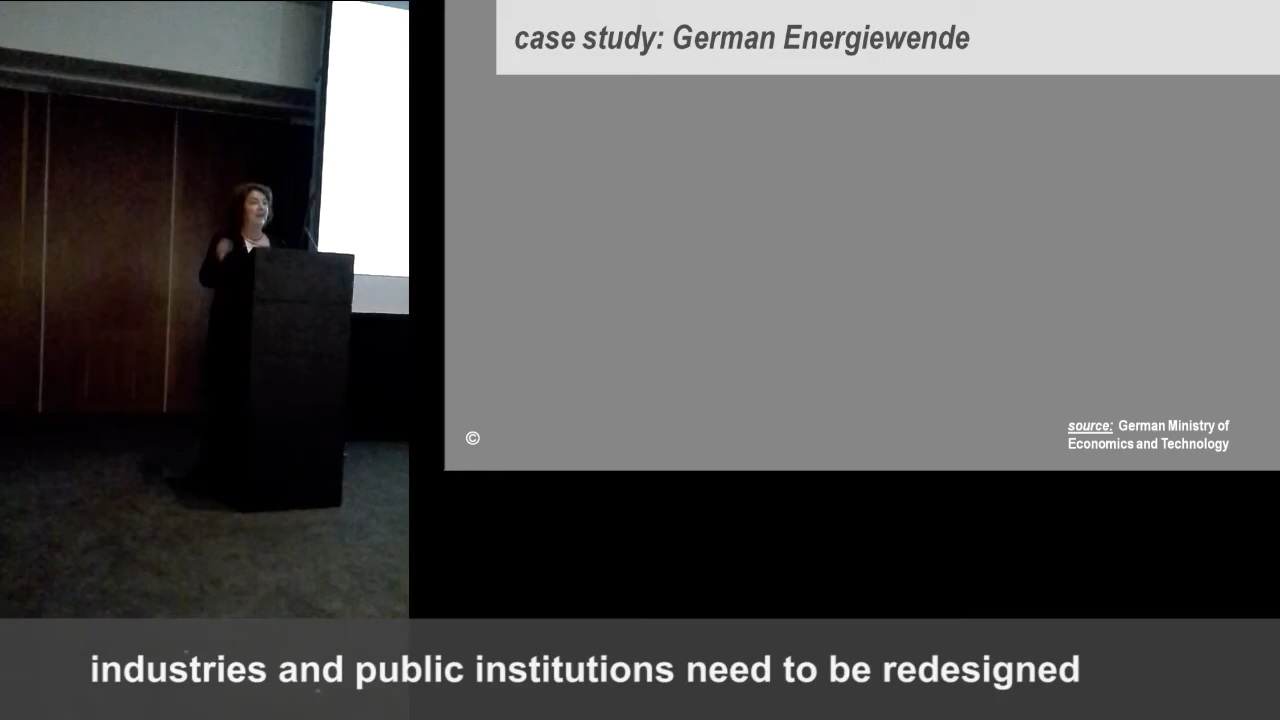 case study: German Energiewende
©
source: German Ministry of
Economics and Technology
industries and public institutions need to be redesigned